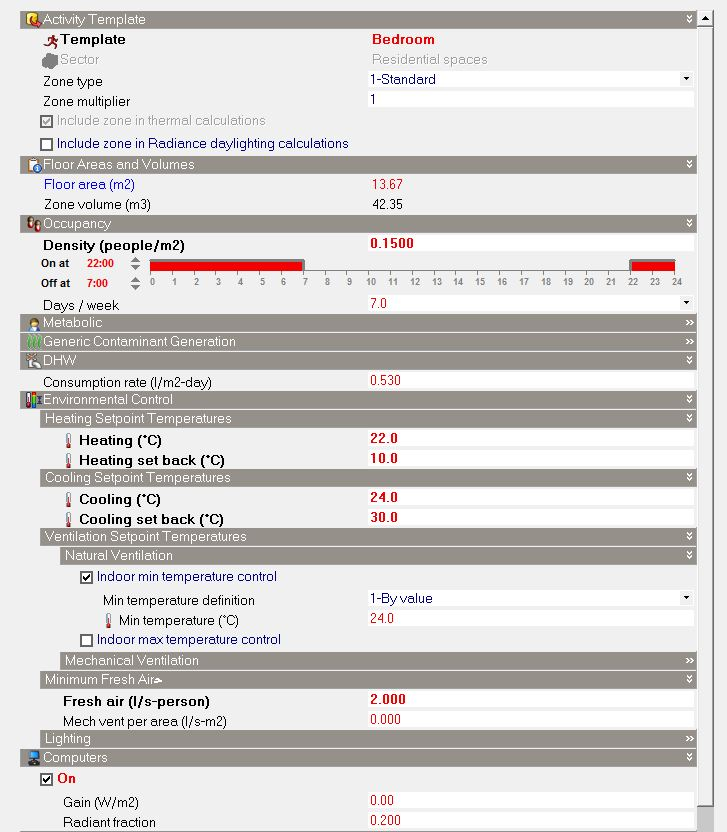 Activity Template
Template Bedroom
Sector Residential spaces
Zone type 1-Standard
Zone multiplier 1
Include zone in thermal calculations
Include zone in Radiance daylighting calculations
Floor Areas and Volumes
Floor area (m2) 13.67
Zone volume (m3) 42.35
Occupancy
Density (people/m2) 0.1500
On at 22:00
Off at 7:00 0 1 2 3 4 5 6 7 8 9 10 11 12 13 14 15 16 17 18 19 20 21 22 23 24
Days / week 7.0
Metabolic
Generic Contaminant Generation
DHW
Consumption rate (l/m2-day) 0.530
Environmental Control
Heating Setpoint Temperatures
Heating (°C) 22.0
Heating set back (°C) 10.0
Cooling Setpoint Temperatures
Cooling (°C) 24.0
Cooling set back (°C) 30.0
Ventilation Setpoint Temperatures
Natural Ventilation
Indoor min temperature control
Min temperature definition 1-By value
Min temperature (°C) 24.0
Indoor max temperature control
Mechanical Ventilation
Minimum Fresh Air
Fresh air (l/s-person) 2.000
Mech vent per area (l/s-m2) 0.000
Lighting
Computers
On
Gain (W/m2) 0.00
Radiant fraction 0.200